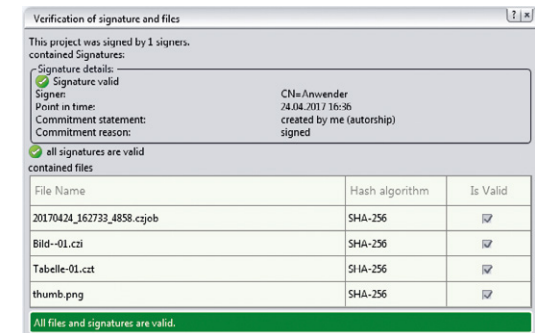 Verification of signature and files
? x
This project was signed by 1 signers.
contained Signatures:
Signature details:
Signature valid
Signer: CN=Anwender
Point in time: 24.04.2017 16:36
Commitment statement: created by me (autorship)
Commitment reason: signed
all signatures are valid
contained files
File Name Hash algorithm Is Valid
20170424_162733_4858.czjob SHA-256
Bild--01.czi SHA-256
Tabelle-01.czt SHA-256
thumb.png SHA-256
All files and signatures are valid.